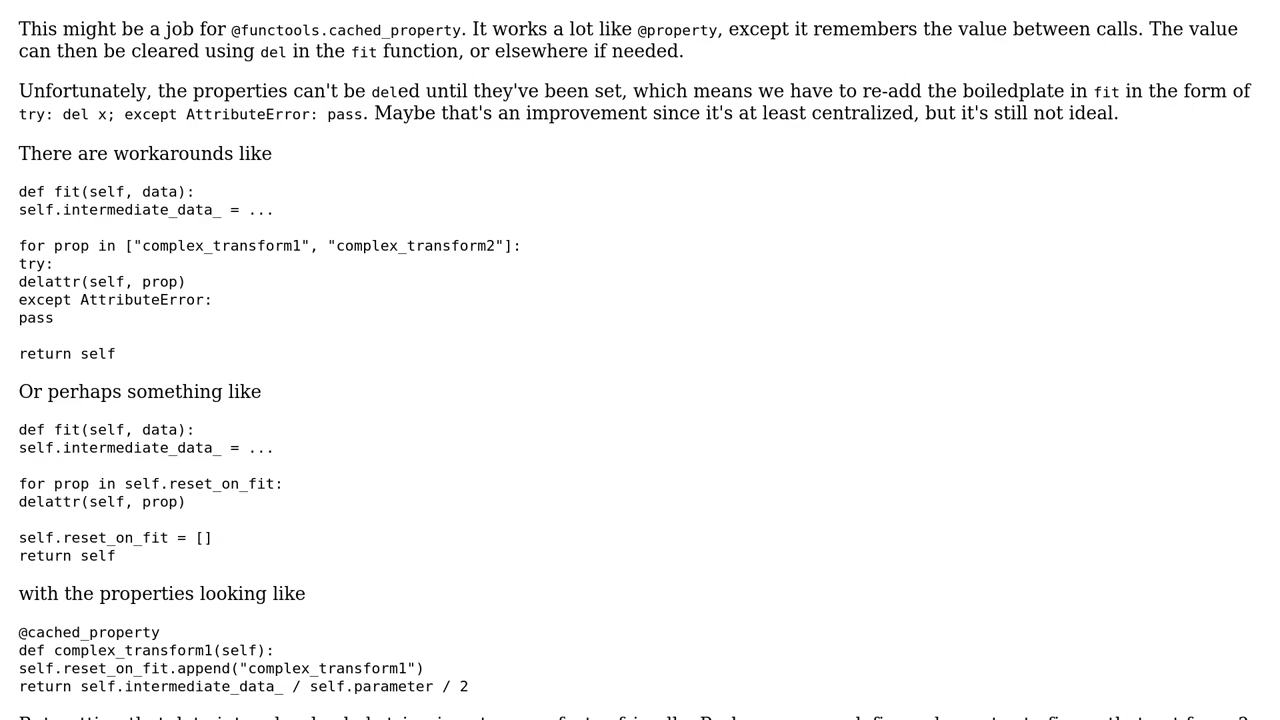 This might be a job for @functools.cached_property. It works a lot like @property, except it remembers the value between calls. The value
can then be cleared using del in the fit function, or elsewhere if needed.
Unfortunately, the properties can't be deled until they've been set, which means we have to re-add the boiledplate in fit in the form of
try: del x; except AttributeError: pass. Maybe that's an improvement since it's at least centralized, but it's still not ideal.
There are workarounds like
def fit(self, data):
self.intermediate_data_ = ...
for prop in ["complex_transform1", "complex_transform2"]:
try:
delattr(self, prop)
except AttributeError:
pass
return self
Or perhaps something like
def fit(self, data):
self.intermediate_data_ = ...
for prop in self.reset_on_fit:
delattr(self, prop)
self.reset_on_fit = []
return self
with the properties looking like
@cached_property
def complex_transform1(self):
self.reset_on_fit.append("complex_transform1")
return self.intermediate_data_ / self.parameter / 2